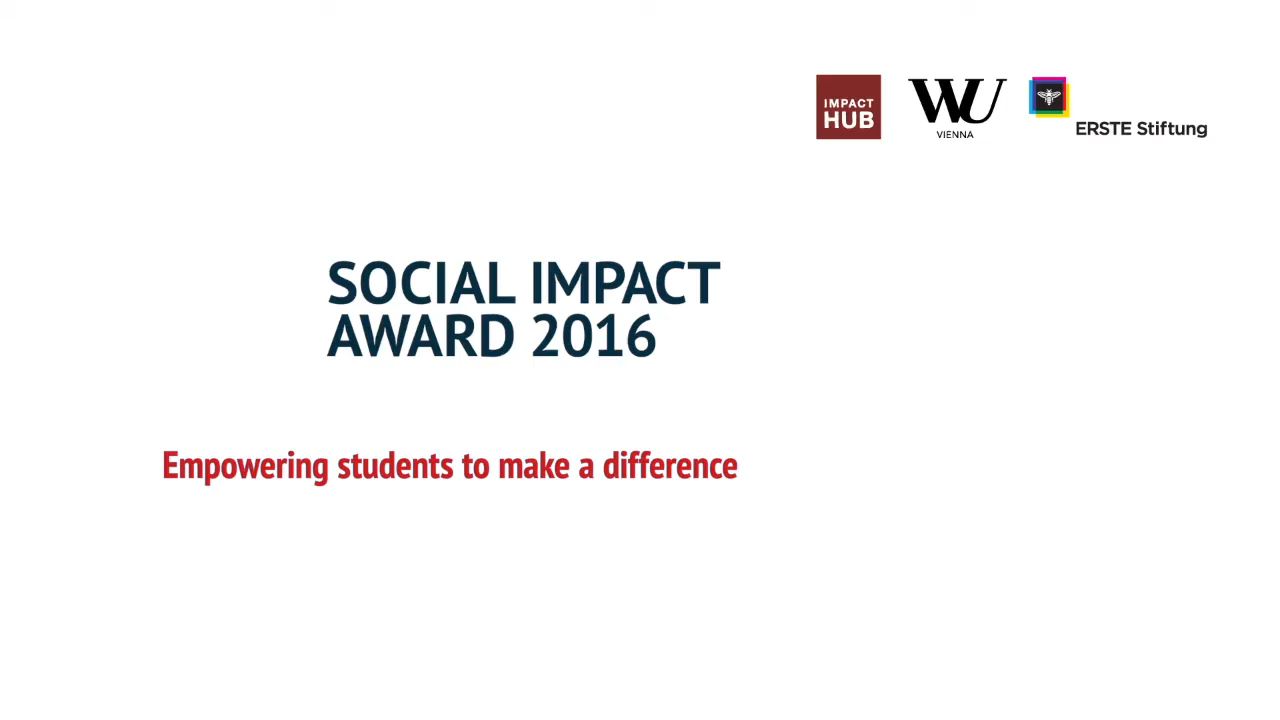 IMPACT
HUB
WU
VIENNA
ERSTE Stiftung
SOCIAL IMPACT
AWARD 2016
Empowering students to make a difference